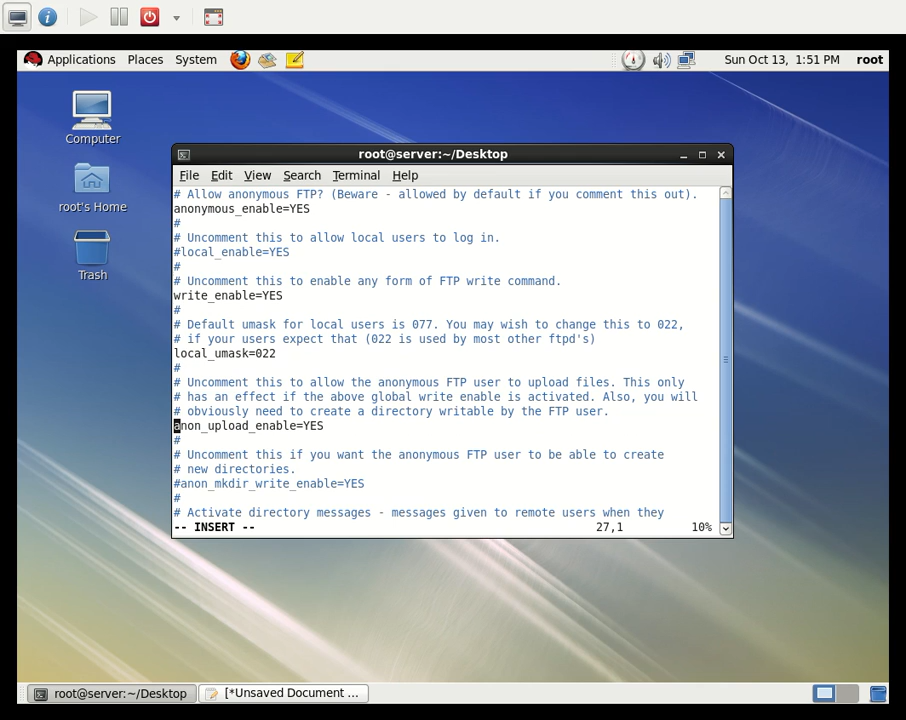 Applications Places System Sun Oct 13, 1:51 PM root
Computer
root's Home
Trash
root@server:~/Desktop
File Edit View Search Terminal Help
# Allow anonymous FTP? (Beware - allowed by default if you comment this out).
anonymous_enable=YES
#
# Uncomment this to allow local users to log in.
#local_enable=YES
#
# Uncomment this to enable any form of FTP write command.
write_enable=YES
#
# Default umask for local users is 077. You may wish to change this to 022,
# if your users expect that (022 is used by most other ftpd's)
local_umask=022
#
# Uncomment this to allow the anonymous FTP user to upload files. This only
# has an effect if the above global write enable is activated. Also, you will
# obviously need to create a directory writable by the FTP user.
anon_upload_enable=YES
#
# Uncomment this if you want the anonymous FTP user to be able to create
# new directories.
#anon_mkdir_write_enable=YES
#
# Activate directory messages - messages given to remote users when they
-- INSERT -- 27,1 10%
root@server:~/Desktop [*Unsaved Document ...